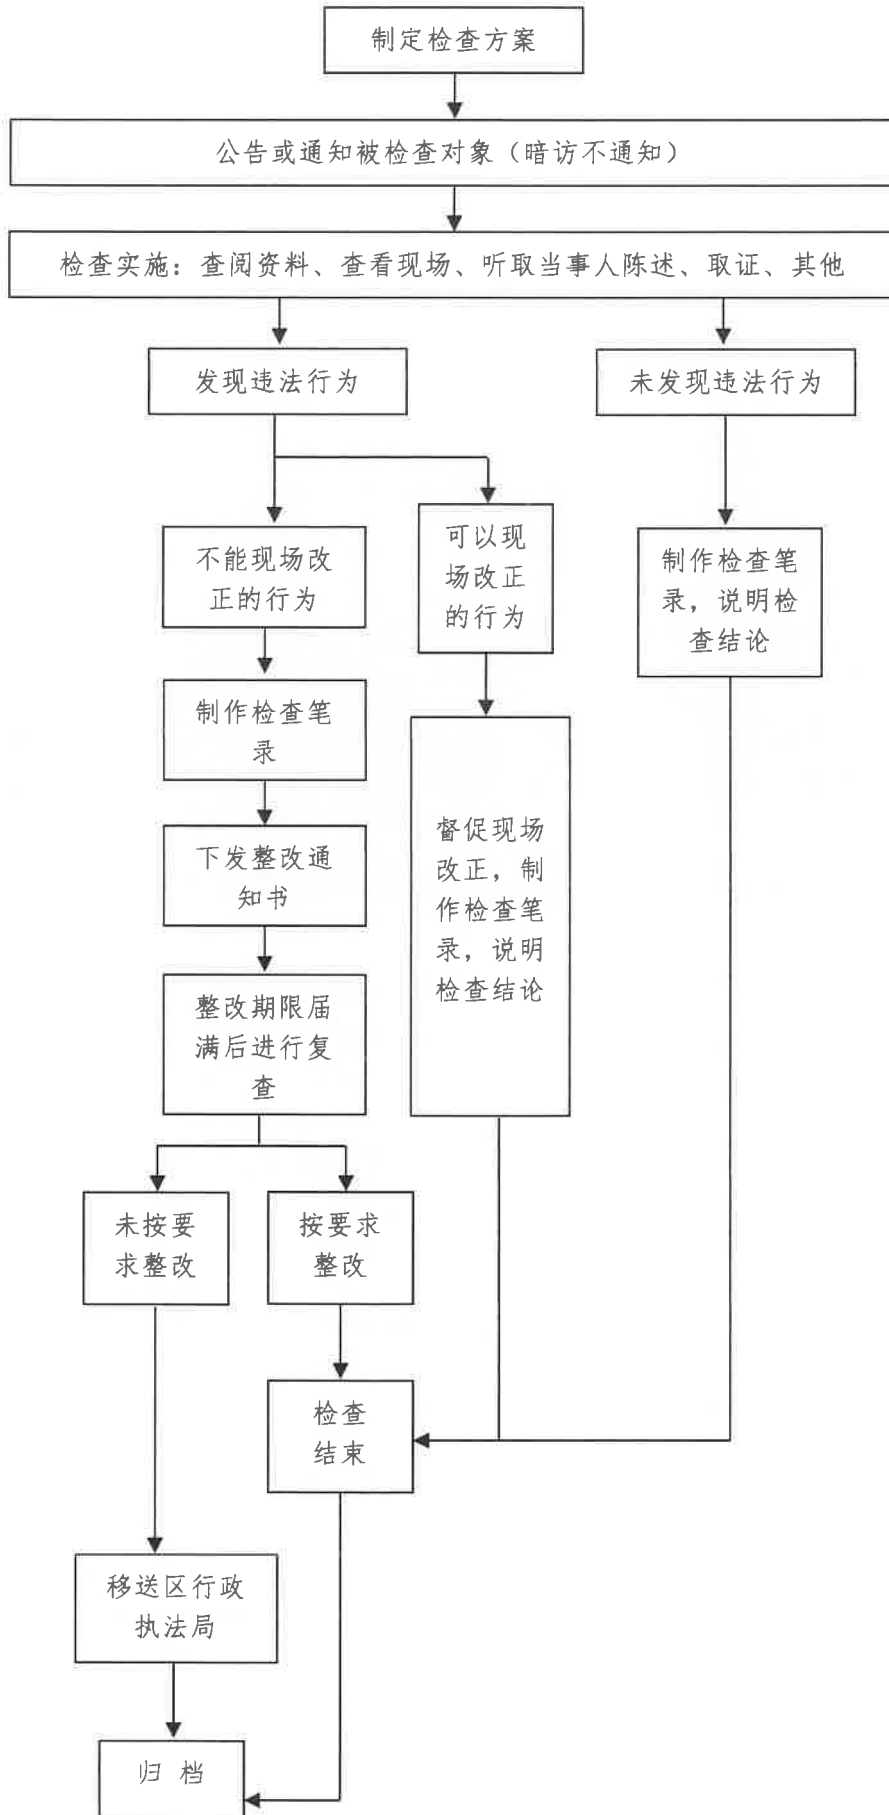 制定检查方案
公告或通知被检查对象（暗访不通知）
检查实施：查阅资料、查看现场、听取当事人陈述、取证、其他
发现违法行为
未发现违法行为
不能现场改
正的行为
可以现
场改正
的行为
制作检查笔
录，说明检
查结论
制作检查笔
录
督促现场
改正，制
作检查笔
录，说明
检查结论
下发整改通
知书
整改期限届
满后进行复
查
未按要
求整改
按要求
整改
检查
结束
移送区行政
执法局
归 档